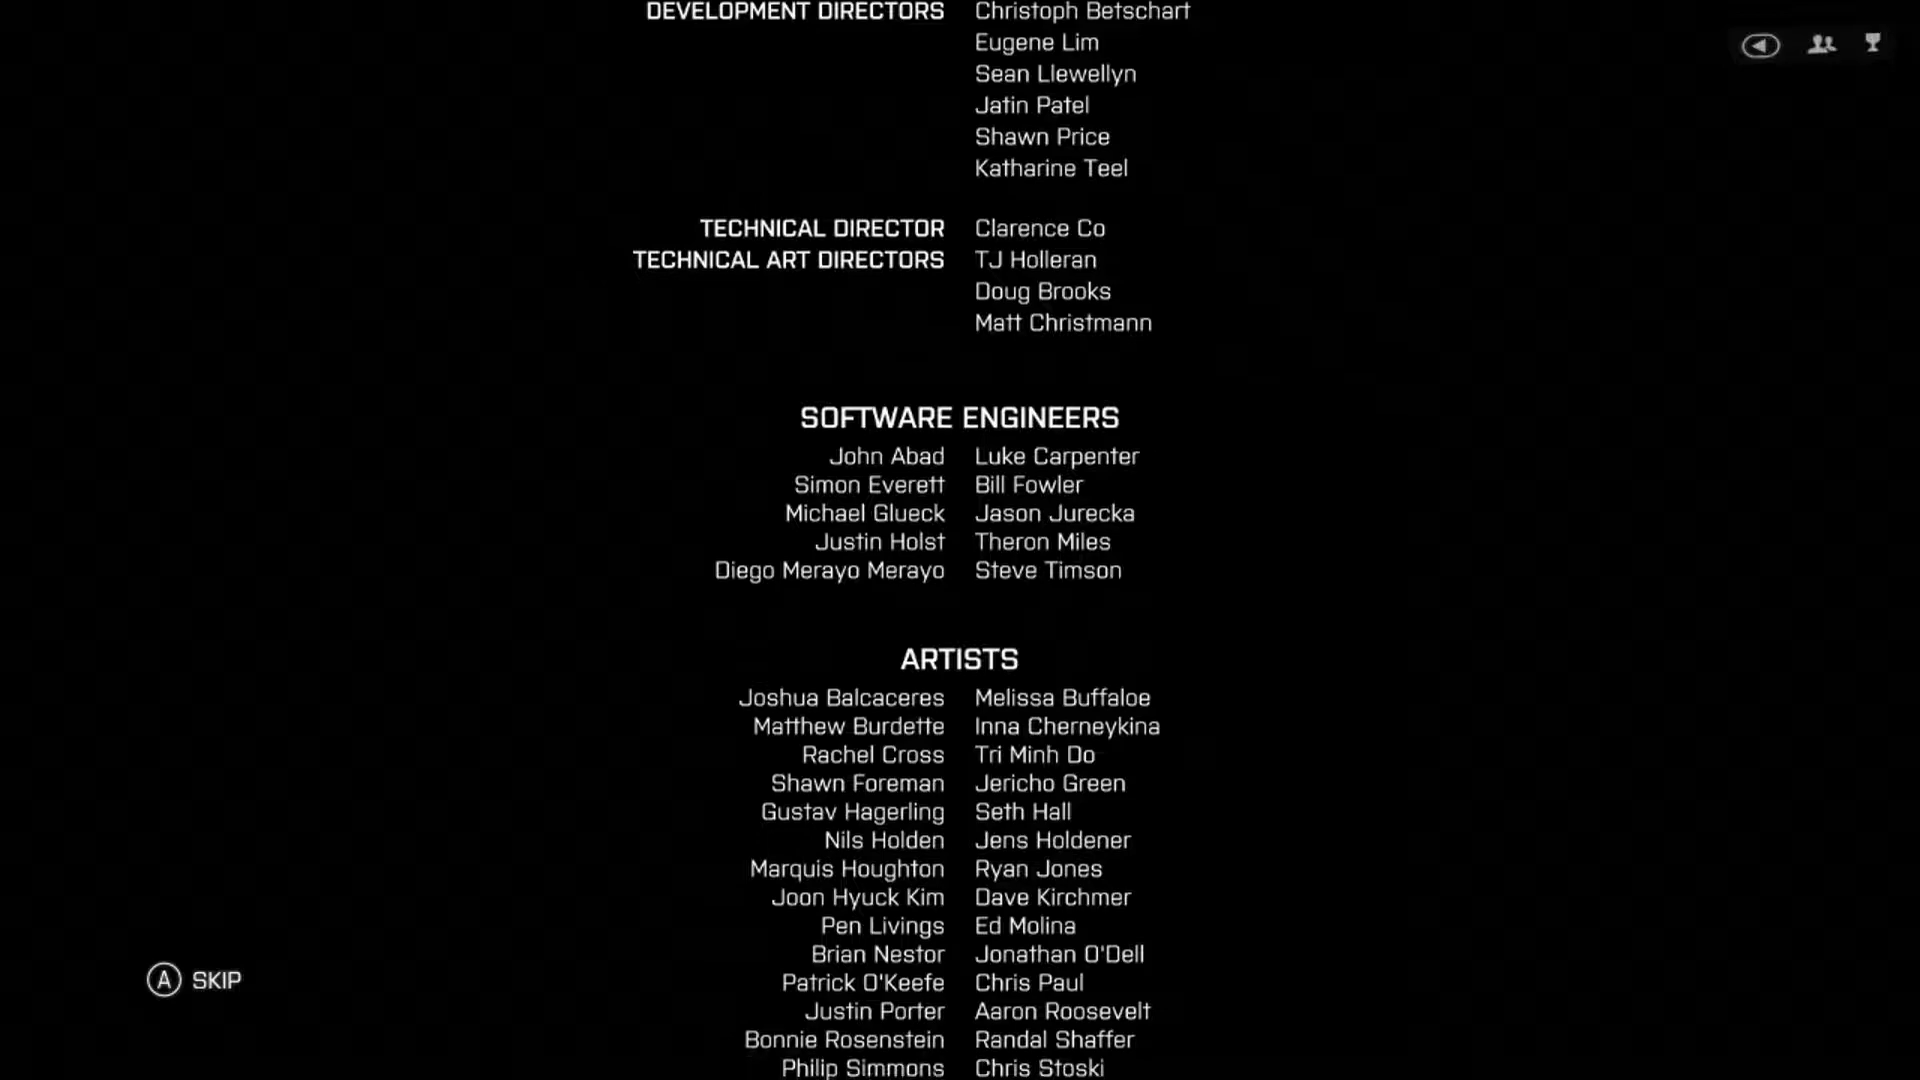 DEVELOPMENT DIRECTORS Christoph Betschart
Eugene Lim
Sean Llewellyn
Jatin Patel
Shawn Price
Katharine Teel
TECHNICAL DIRECTOR Clarence Co
TECHNICAL ART DIRECTORS TJ Holleran
Doug Brooks
Matt Christmann
SOFTWARE ENGINEERS
John Abad Luke Carpenter
Simon Everett Bill Fowler
Michael Glueck Jason Jurecka
Justin Holst Theron Miles
Diego Merayo Merayo Steve Timson
ARTISTS
Joshua Balcaceres Melissa Buffaloe
Matthew Burdette Inna Cherneykina
Rachel Cross Tri Minh Do
Shawn Foreman Jericho Green
Gustav Hagerling Seth Hall
Nils Holden Jens Holdener
Marquis Houghton Ryan Jones
Joon Hyuck Kim Dave Kirchmer
Pen Livings Ed Molina
Brian Nestor Jonathan O'Dell
Patrick O'Keefe Chris Paul
Justin Porter Aaron Roosevelt
Bonnie Rosenstein Randal Shaffer
Philip Simmons Chris Stoski
A SKIP